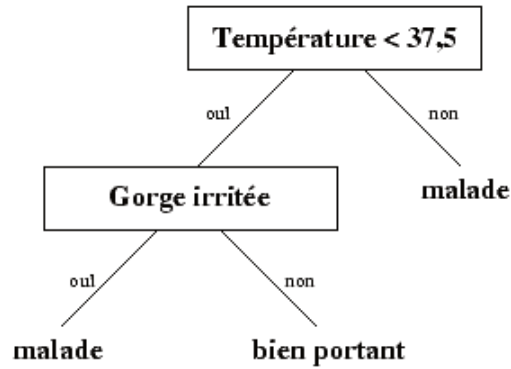 Température < 37,5
oui
non
Gorge irritée
malade
oui
non
malade
bien portant